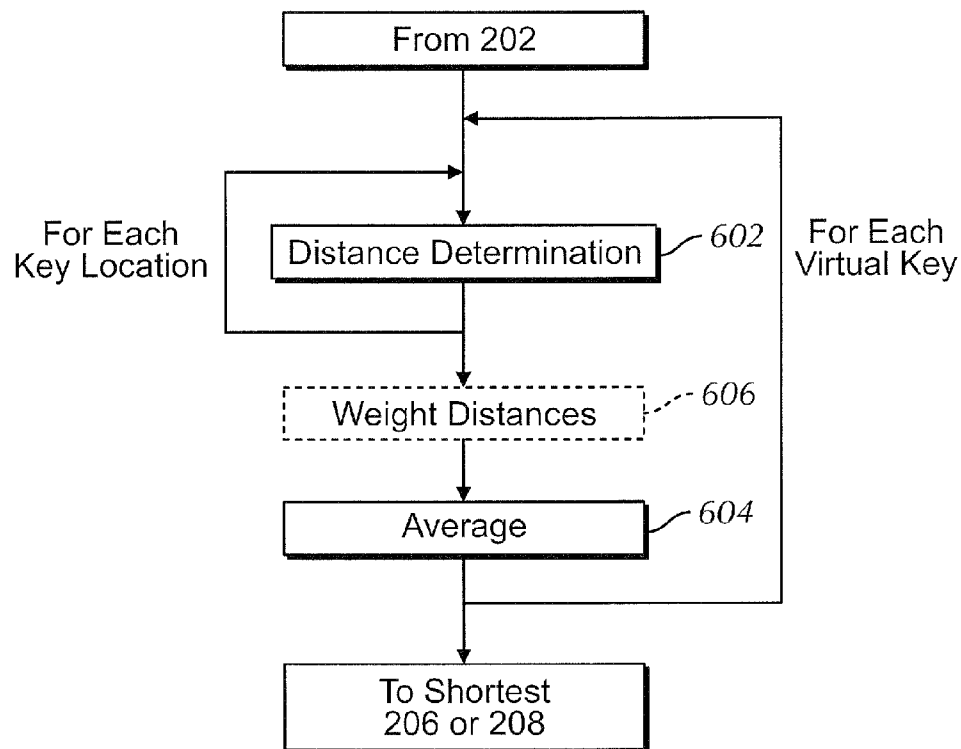 From 202
For Each
Key Location
Distance Determination
602
For Each
Virtual Key
Weight Distances
606
Average
604
To Shortest
206 or 208